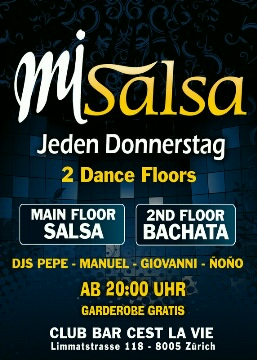 mi Salsa
Jeden Donnerstag
2 Dance Floors
MAIN FLOOR
SALSA
2ND FLOOR
BACHATA
DJS PEPE - MANUEL - GIOVANNI - ÑOÑO
AB 20:00 UHR
GARDEROBE GRATIS
CLUB BAR CEST LA VIE
Limmatstrasse 118 - 8005 Zürich